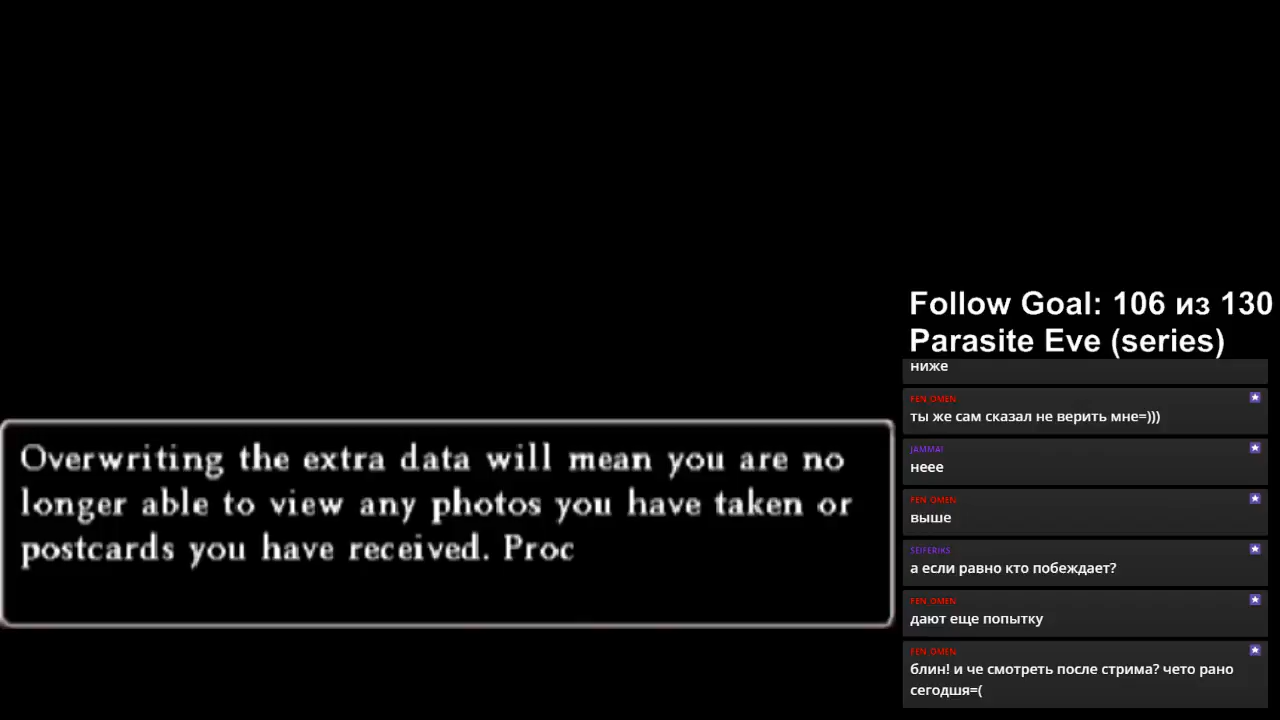 Overwriting the extra data will mean you are no
longer able to view any photos you have taken or
postcards you have received. Proc
Follow Goal: 106 из 130
Parasite Eve (series)
ниже
FEN OMEN
ты же сам сказал не верить мне=)))
JAMMAI
неее
FEN OMEN
выше
SEIFERIKS
а если равно кто побеждает?
FEN OMEN
дают еще попытку
FEN OMEN
блин! и че смотреть после стрима? чето рано
сегодшя=(